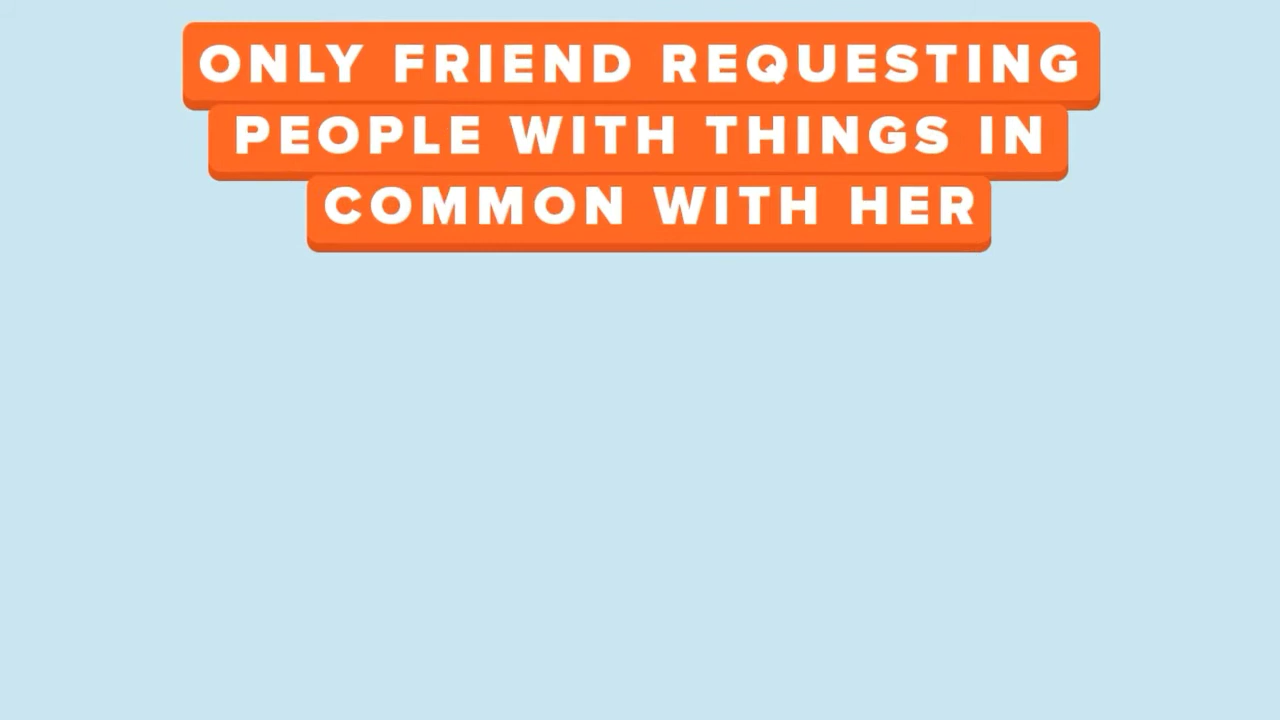 ONLY FRIEND REQUESTING
PEOPLE WITH THINGS IN
COMMON WITH HER